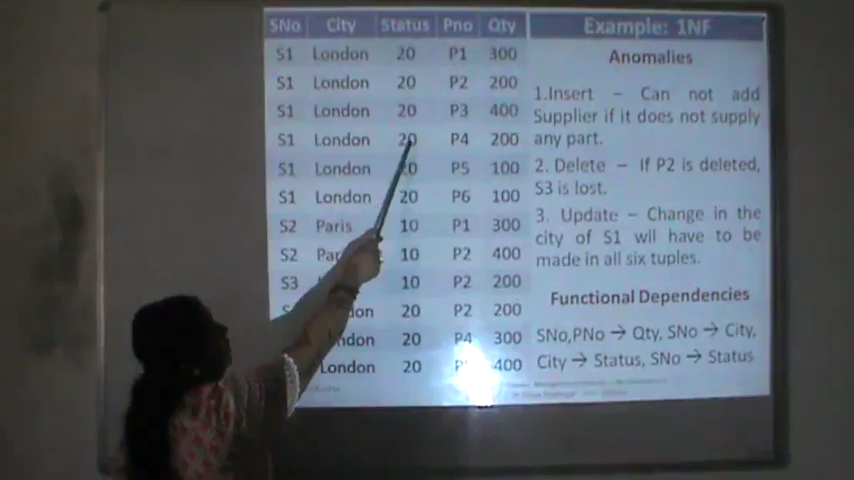 SNo City Status Pno Qty
S1 London 20 P1 300
S1 London 20 P2 200
S1 London 20 P3 400
S1 London 20 P4 200
S1 London 20 P5 100
S1 London 20 P6 100
S2 Paris 10 P1 300
S2 10 P2 400
S3 10 P2 200
20 P2 200
20 P4 300
London 20 400
Example: 1NF
Anomalies
1.Insert – Can not add
Supplier if it does not supply
any part.
2. Delete – If P2 is deleted,
S3 is lost.
3. Update – Change in the
city of S1 wil have to be
made in all six tuples.
Functional Dependencies
SNo,PNo → Qty, SNo → City,
City → Status, SNo → Status